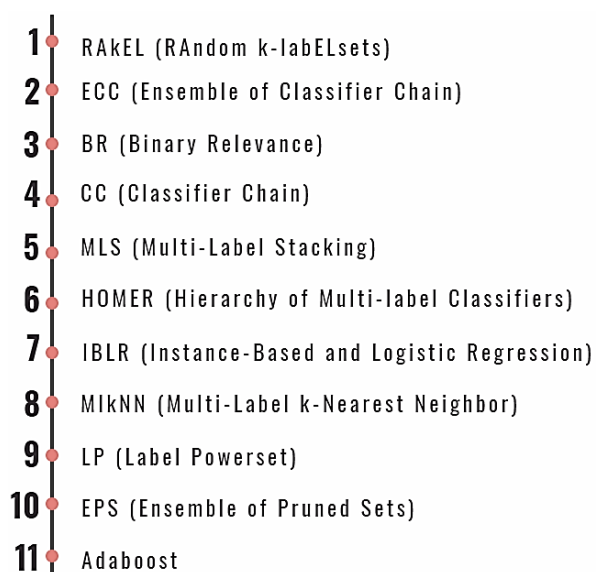 1 RAkEL (RAndom k-labELsets)
2 ECC (Ensemble of Classifier Chain)
3 BR (Binary Relevance)
4 CC (Classifier Chain)
5 MLS (Multi-Label Stacking)
6 HOMER (Hierarchy of Multi-label Classifiers)
7 IBLR (Instance-Based and Logistic Regression)
8 MlkNN (Multi-Label k-Nearest Neighbor)
9 LP (Label Powerset)
10 EPS (Ensemble of Pruned Sets)
11 Adaboost